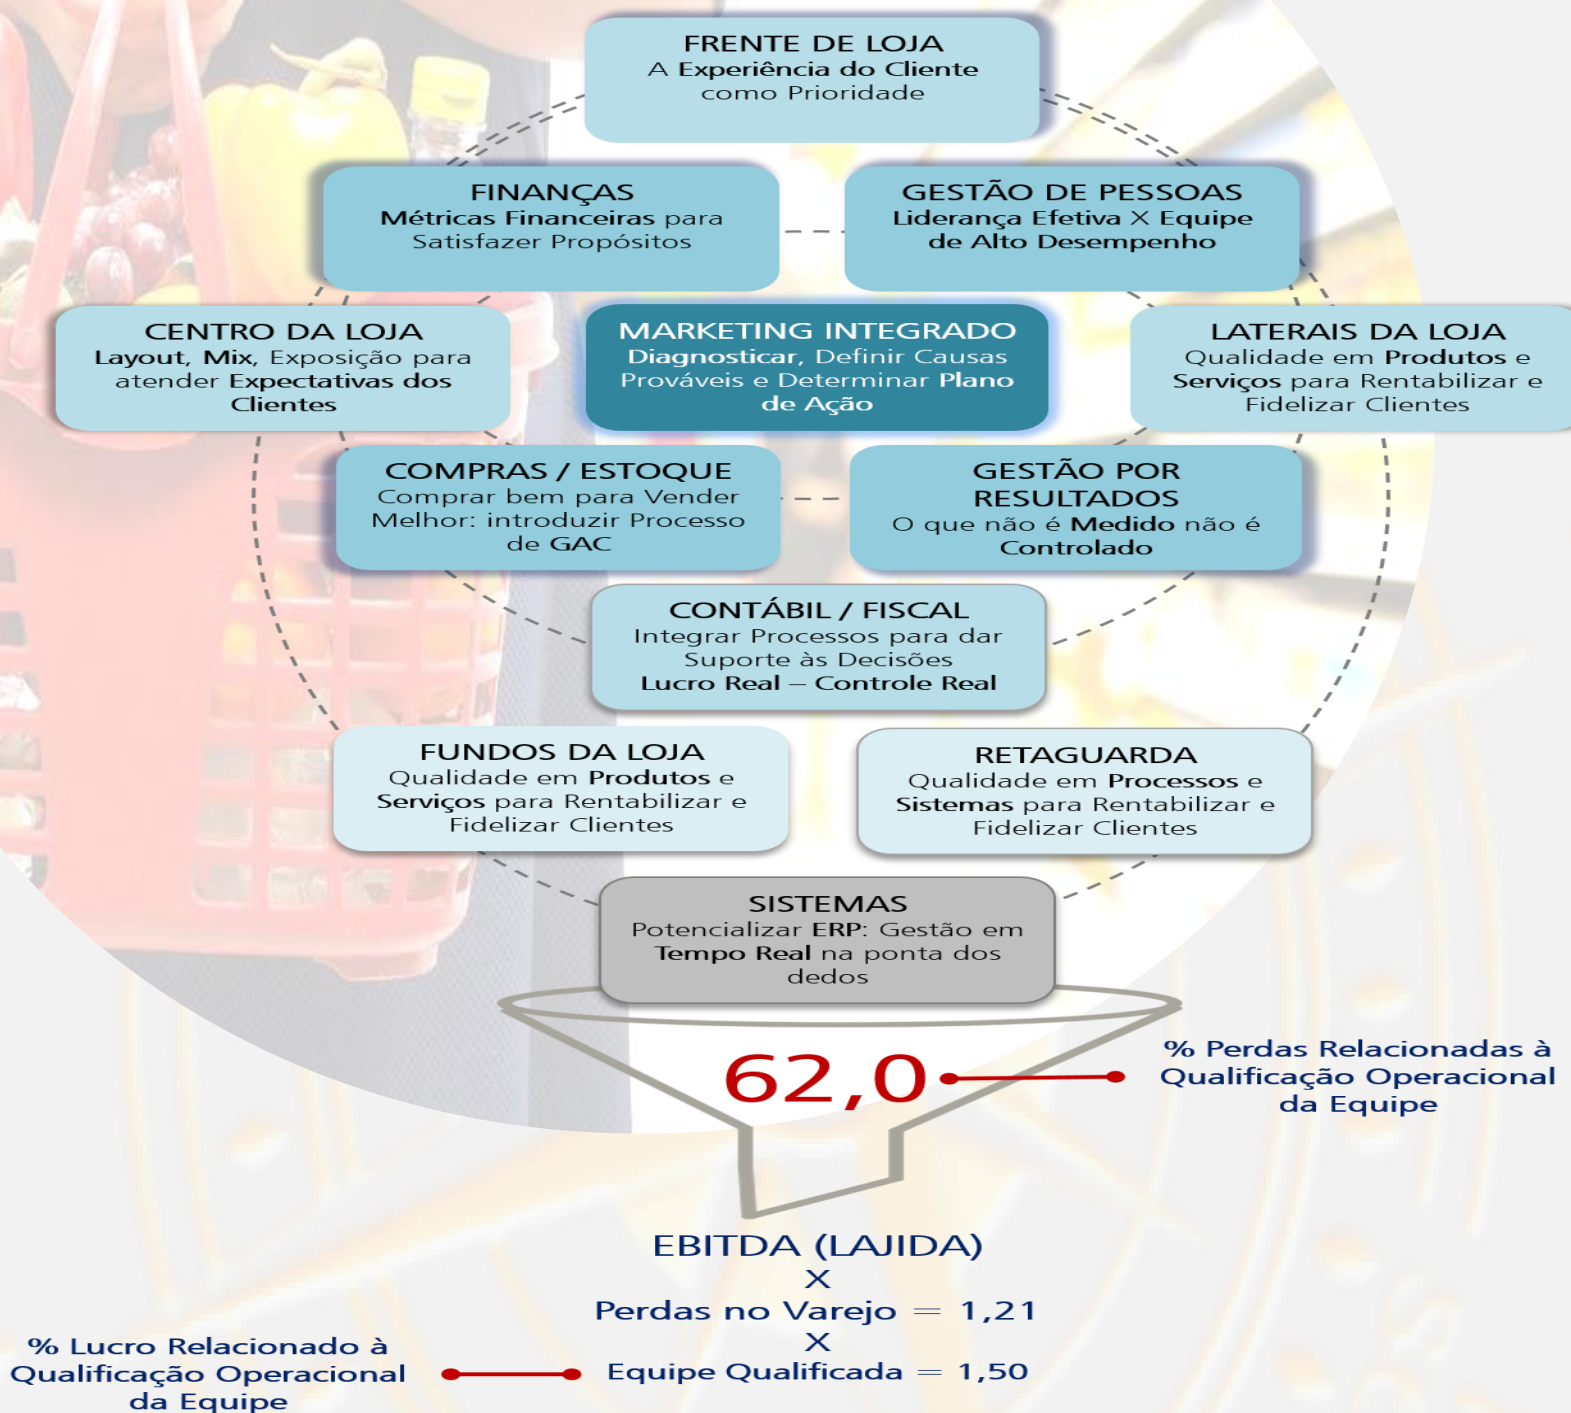 FRENTE DE LOJA
A Experiência do Cliente
como Prioridade
FINANÇAS
Métricas Financeiras para
Satisfazer Propósitos
GESTÃO DE PESSOAS
Liderança Efetiva X Equipe
de Alto Desempenho
CENTRO DA LOJA
Layout, Mix, Exposição para
atender Expectativas dos
Clientes
MARKETING INTEGRADO
Diagnosticar, Definir Causas
Prováveis e Determinar Plano
de Ação
LATERAIS DA LOJA
Qualidade em Produtos e
Serviços para Rentabilizar e
Fidelizar Clientes
COMPRAS / ESTOQUE
Comprar bem para Vender
Melhor: introduzir Processo
de GAC
GESTÃO POR
RESULTADOS
O que não é Medido não é
Controlado
CONTÁBIL / FISCAL
Integrar Processos para dar
Suporte às Decisões
Lucro Real – Controle Real
FUNDOS DA LOJA
Qualidade em Produtos e
Serviços para Rentabilizar e
Fidelizar Clientes
RETAGUARDA
Qualidade em Processos e
Sistemas para Rentabilizar e
Fidelizar Clientes
SISTEMAS
Potencializar ERP: Gestão em
Tempo Real na ponta dos
dedos
62,0
% Perdas Relacionadas à
Qualificação Operacional
da Equipe
EBITDA (LAJIDA)
X
Perdas no Varejo = 1,21
X
Equipe Qualificada = 1,50
% Lucro Relacionado à
Qualificação Operacional
da Equipe